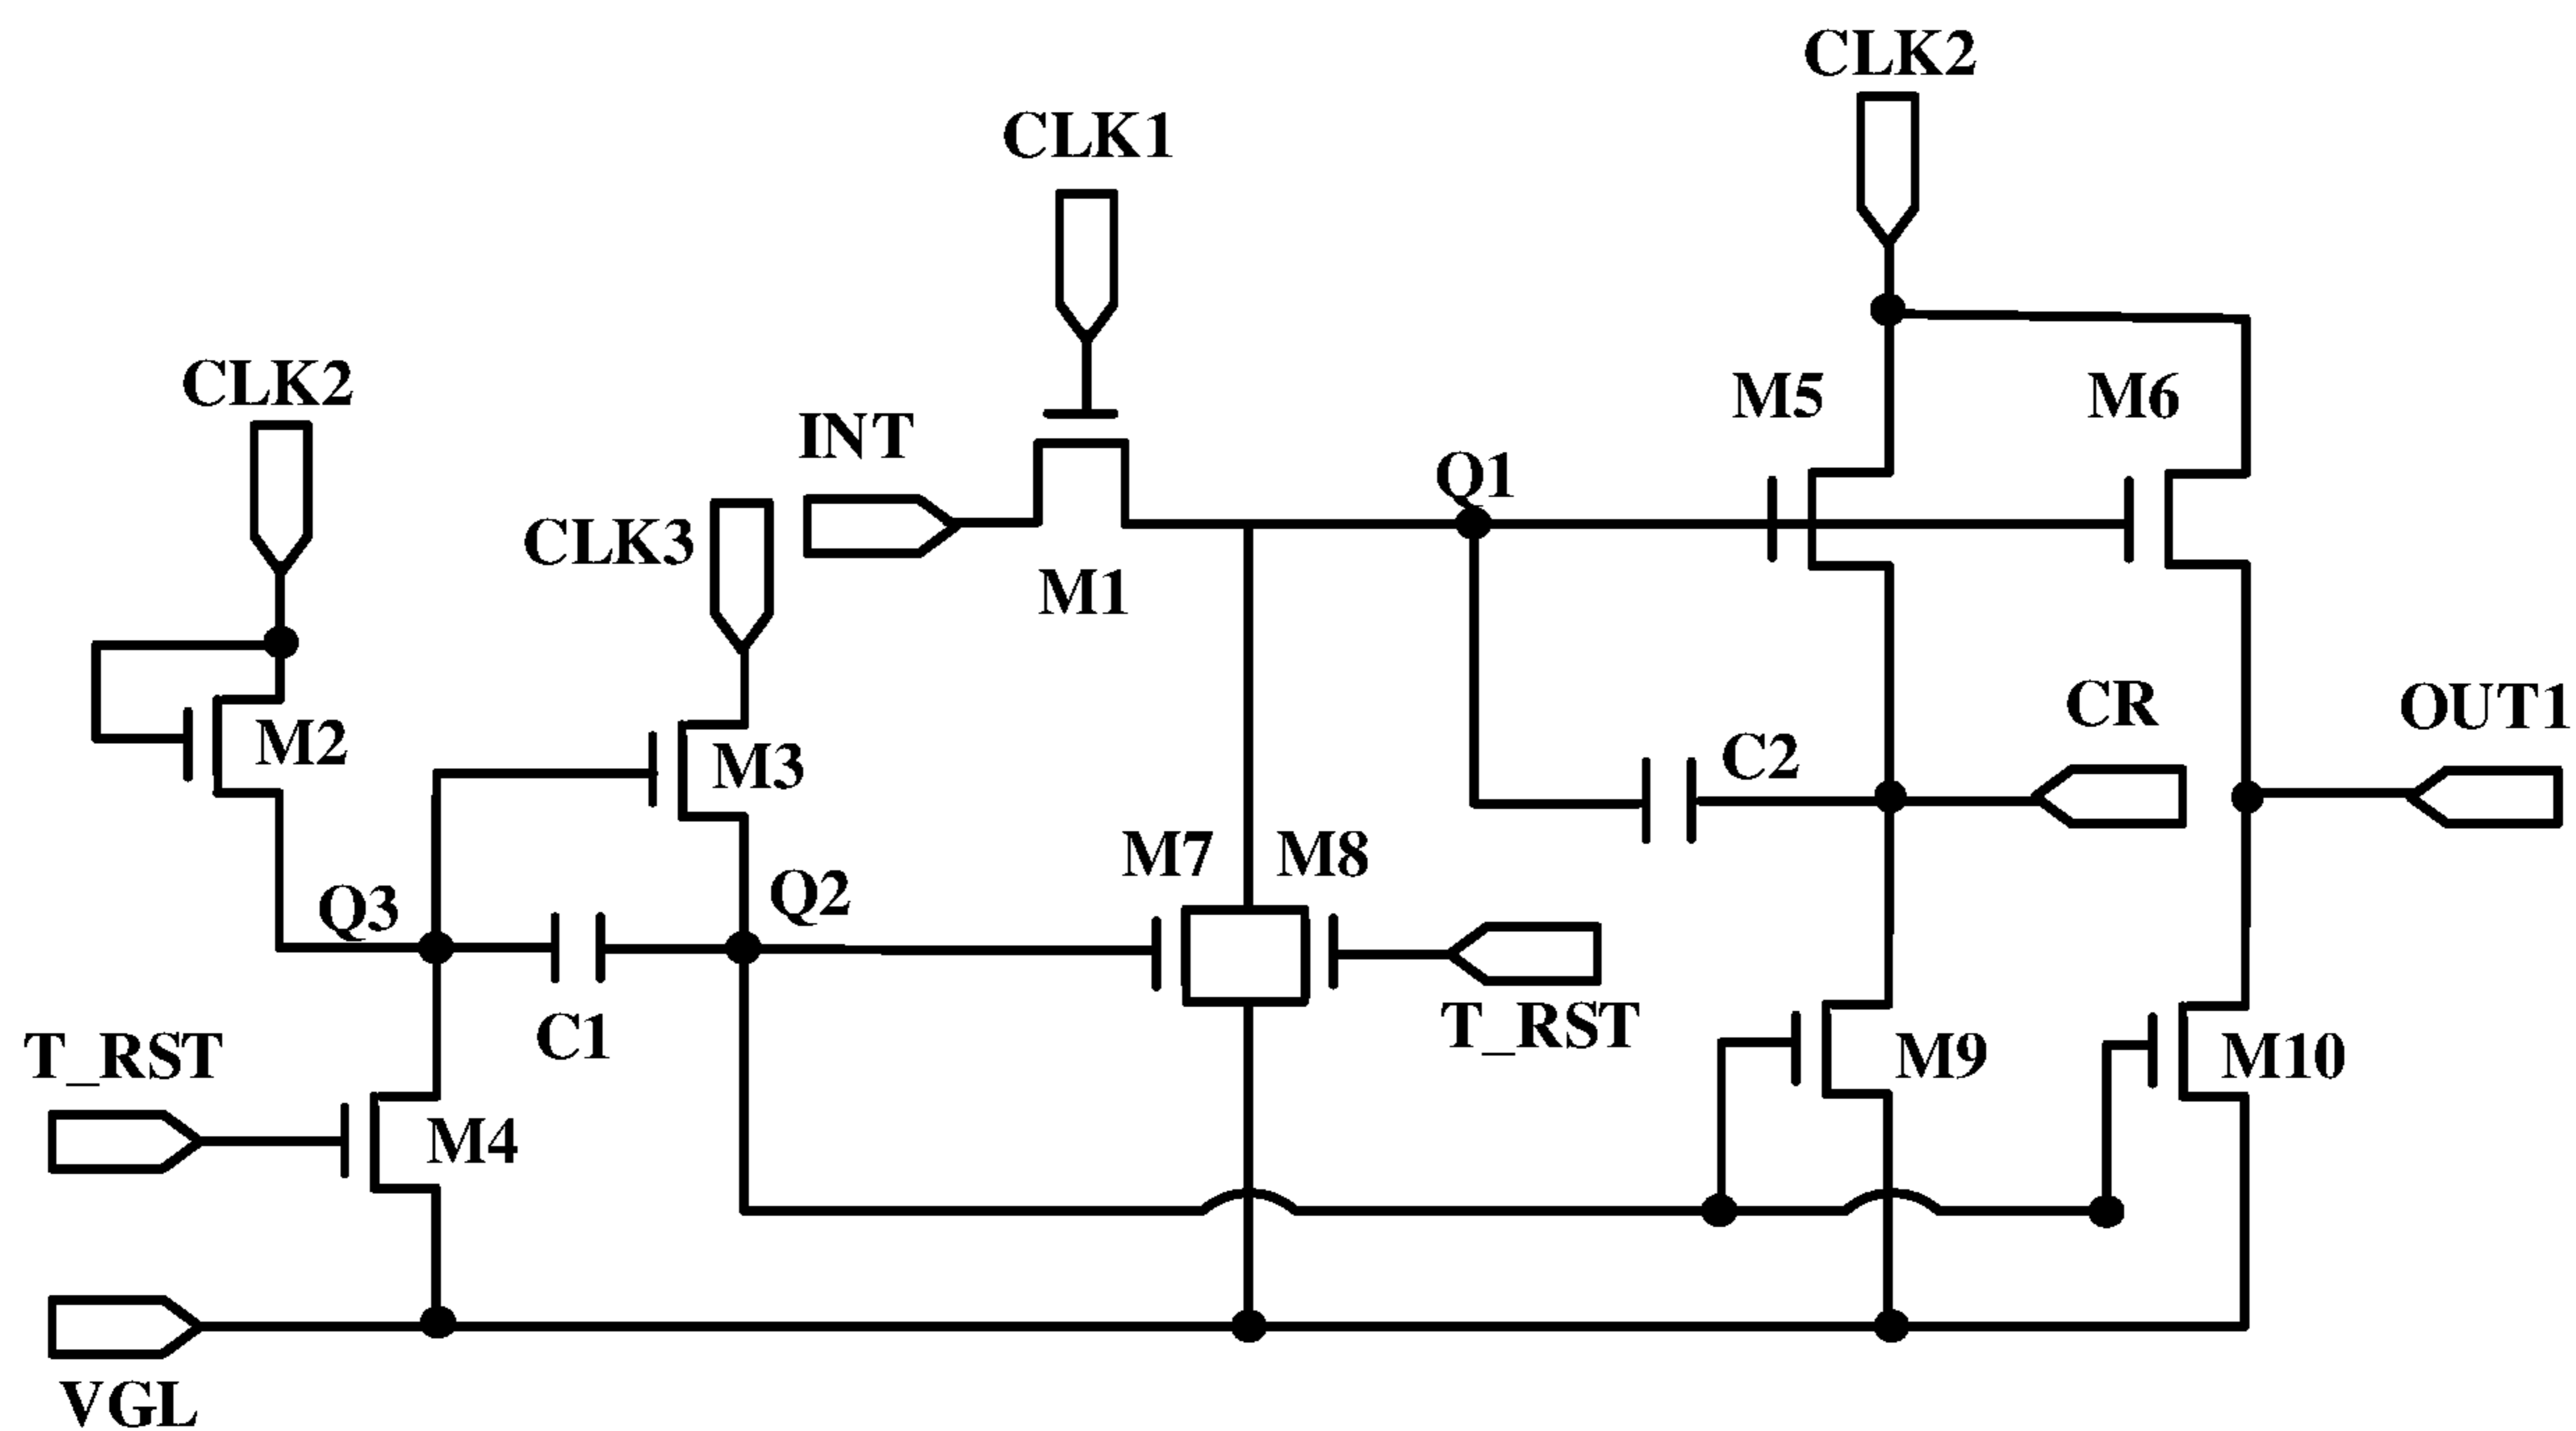 CLK2
CLK1
CLK2
M5
M6
INT
Q1
CLK3
M1
M2
M3
CR
OUT1
C2
M7
M8
Q3
Q2
C1
T_RST
T_RST
M9
M10
M4
VGL